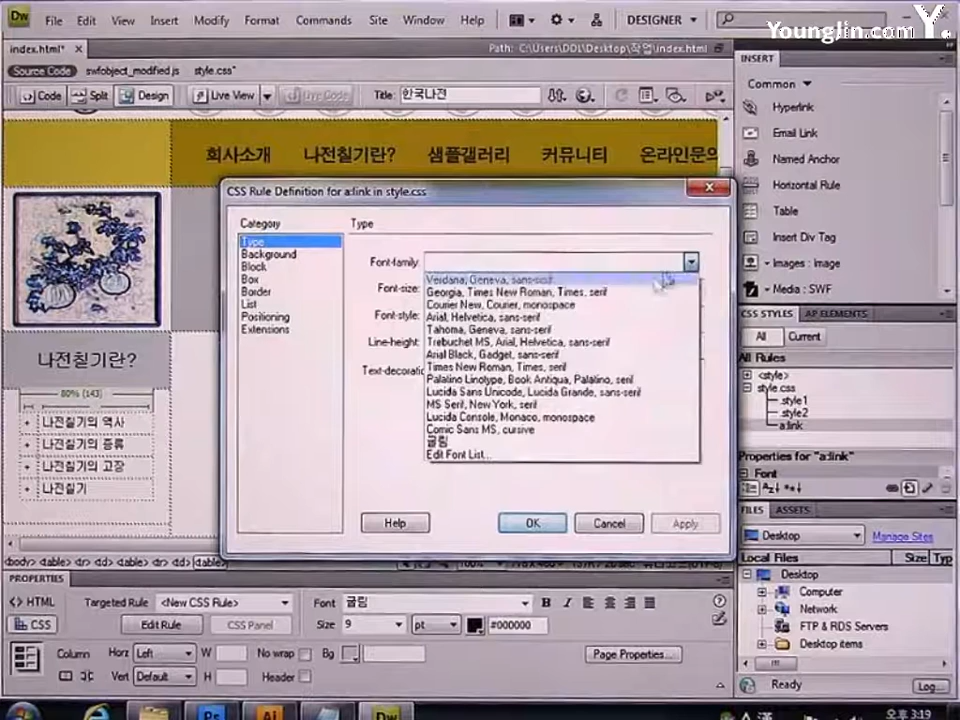 Dw File Edit View Insert Modify Format Commands Site Window Help DESIGNER
Younglin.com Y.
index.html* Path: C:\Users\DDL\Desktop\작업\index.html
Source Code swfobject_modified.js style.css*
Code Split Design Live View Live Code Title: 한국나전
회사소개 나전칠기란? 샘플갤러리 커뮤니티 온라인문의
나전칠기란?
80% (143)
나전칠기의 역사
나전칠기의 종류
나전칠기의 고장
나전칠기
CSS Rule Definition for a:link in style.css
Category
Type
Background
Block
Box
Border
List
Positioning
Extensions
Type
Font-family:
Font-size:
Font-style:
Line-height:
Text-decoratio
Verdana, Geneva, sans-serif
Georgia, Times New Roman, Times, serif
Courier New, Courier, monospace
Arial, Helvetica, sans-serif
Tahoma, Geneva, sans-serif
Trebuchet MS, Arial, Helvetica, sans-serif
Arial Black, Gadget, sans-serif
Times New Roman, Times, serif
Palatino Linotype, Book Antiqua, Palatino, serif
Lucida Sans Unicode, Lucida Grande, sans-serif
MS Serif, New York, serif
Lucida Console, Monaco, monospace
Comic Sans MS, cursive
굴림
Edit Font List...
Help OK Cancel Apply
INSERT
Common
Hyperlink
Email Link
Named Anchor
Horizontal Rule
Table
Insert Div Tag
Images : Image
Media : SWF
CSS STYLES AP ELEMENTS
All Current
All Rules
<style>
style.css
.style1
.style2
a:link
Properties for "a:link"
Font
FILES ASSETS
Desktop Manage Sites
Local Files Size Typ
Desktop
Computer
Network
FTP & RDS Servers
Desktop items
Ready Log...
<body> <table> <tr> <td> <table> <tr> <td> <table>
PROPERTIES
HTML Targeted Rule <New CSS Rule> Font 굴림 B I
CSS Edit Rule CSS Panel Size 9 pt #000000
Column Horz Left W No wrap Bg Page Properties...
Vert Default H Header
Ps Ai Dw
오후 3:19